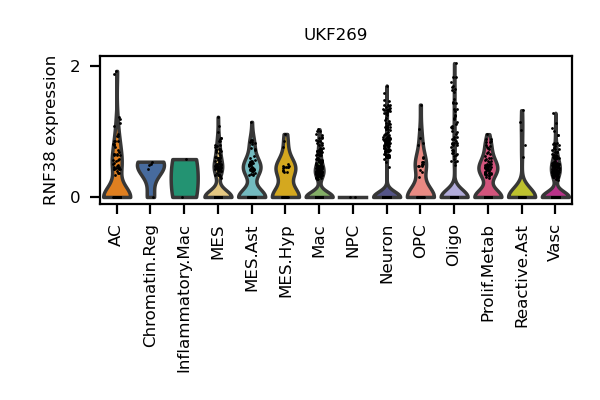 UKF269
RNF38 expression
2
0
AC
Chromatin.Reg
Inflammatory.Mac
MES
MES.Ast
MES.Hyp
Mac
NPC
Neuron
OPC
Oligo
Prolif.Metab
Reactive.Ast
Vasc